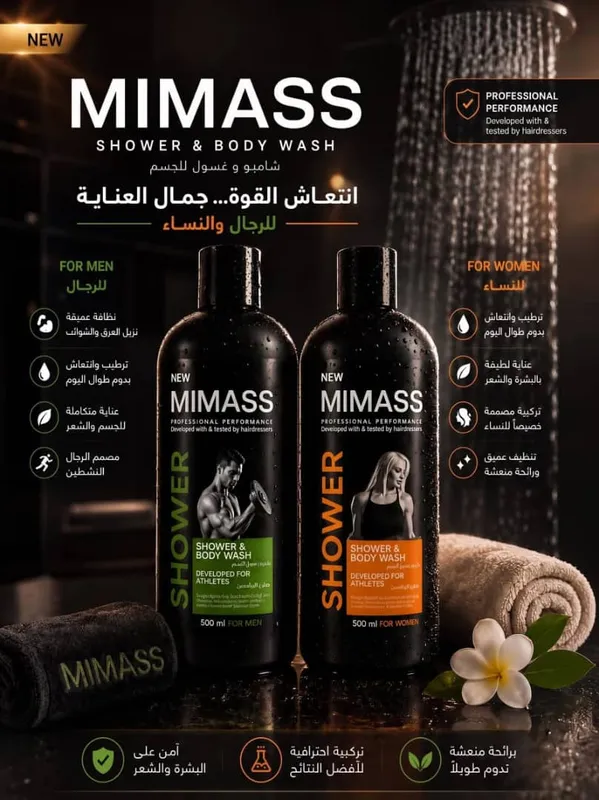 NEW
MIMASS
SHOWER & BODY WASH
شامبو و غسول للجسم
انتعاش القوة... جمال العناية
للرجال والنساء
PROFESSIONAL
PERFORMANCE
Developed with &
tested by Hairdressers
FOR MEN
للرجال
نظافة عميقة
نزيل العرق والشوائب
ترطيب وانتعاش
يدوم طوال اليوم
عناية متكاملة
للجسم والشعر
مصمم الرجال
النشطين
FOR WOMEN
للنساء
ترطيب وانتعاش
يدوم طوال اليوم
عناية لطيفة
بالبشرة والشعر
تركيبة مصممة
خصيصاً للنساء
تنظيف عميق
ورائحة منعشة
NEW
MIMASS
PROFESSIONAL PERFORMANCE
Developed with & tested by hairdressers
SHOWER
SHOWER &
BODY WASH
DEVELOPED FOR
ATHLETES
500 ml FOR MEN
NEW
MIMASS
PROFESSIONAL PERFORMANCE
Developed with & tested by hairdressers
SHOWER
SHOWER &
BODY WASH
DEVELOPED FOR
ATHLETES
500 ml FOR WOMEN
MIMASS
آمن على
البشرة والشعر
تركيبة احترافية
لأفضل النتائج
برائحة منعشة
تدوم طويلاً